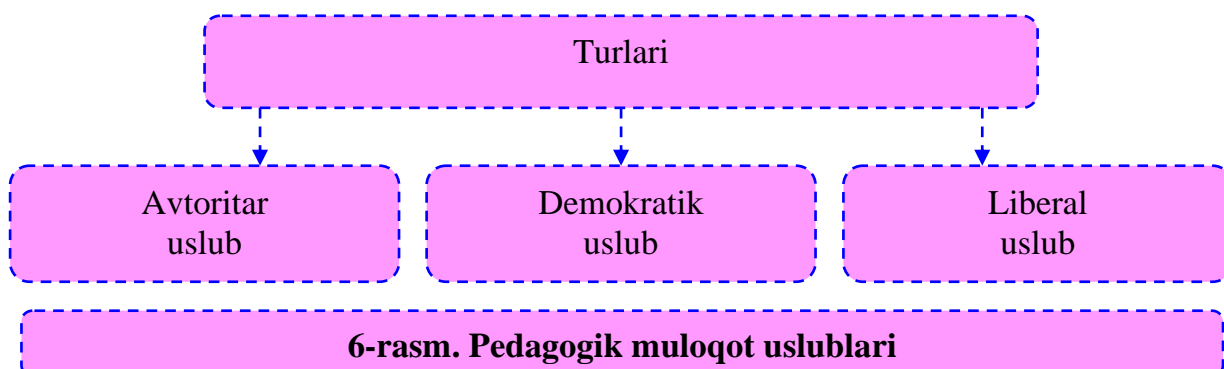 Turlari
Avtoritar
uslub
Demokratik
uslub
Liberal
uslub
6-rasm. Pedagogik muloqot uslublari